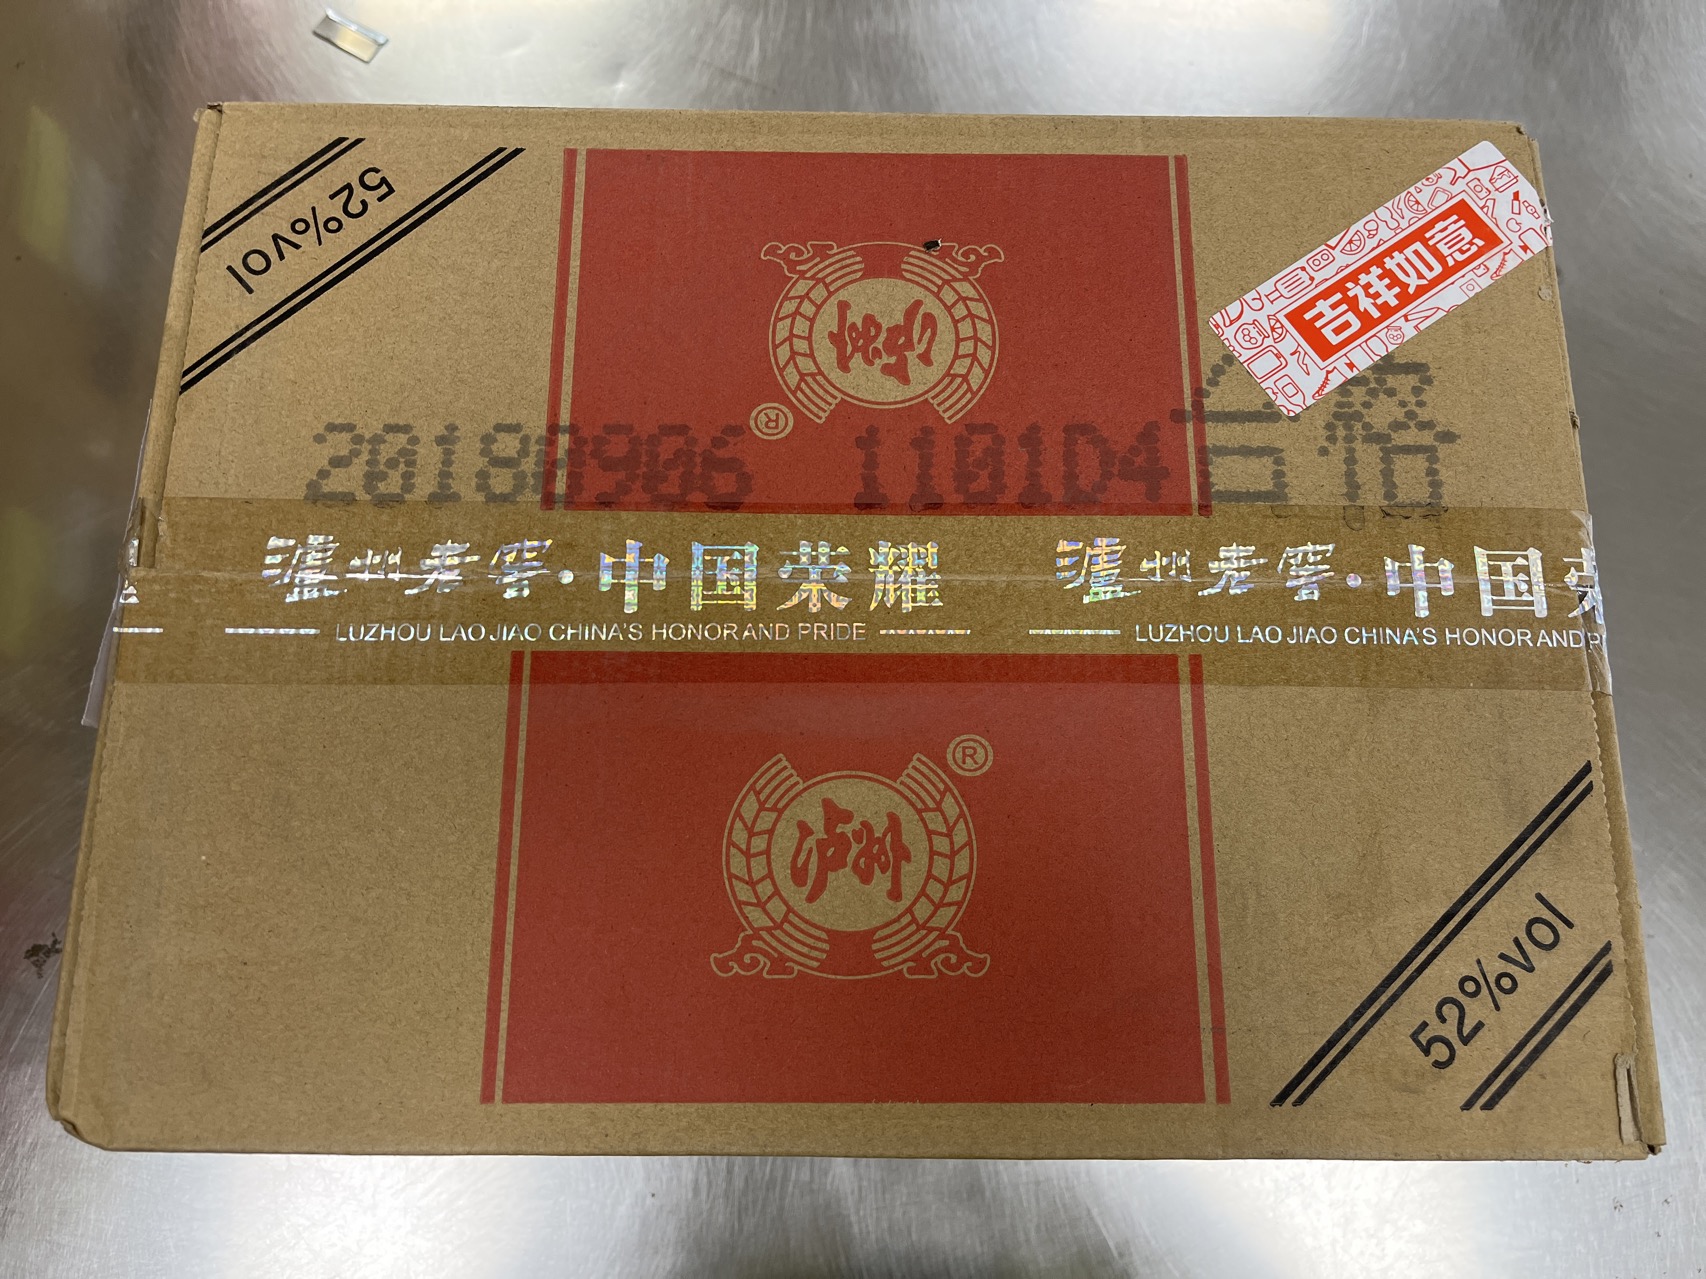 52%vol
吉祥如意
泸州
®
20180906 1101D4合格
泸州老窖·中国荣耀 泸州老窖·中国荣
LUZHOU LAO JIAO CHINA'S HONOR AND PRIDE LUZHOU LAO JIAO CHINA'S HONOR AND P
®
泸州
52%vol